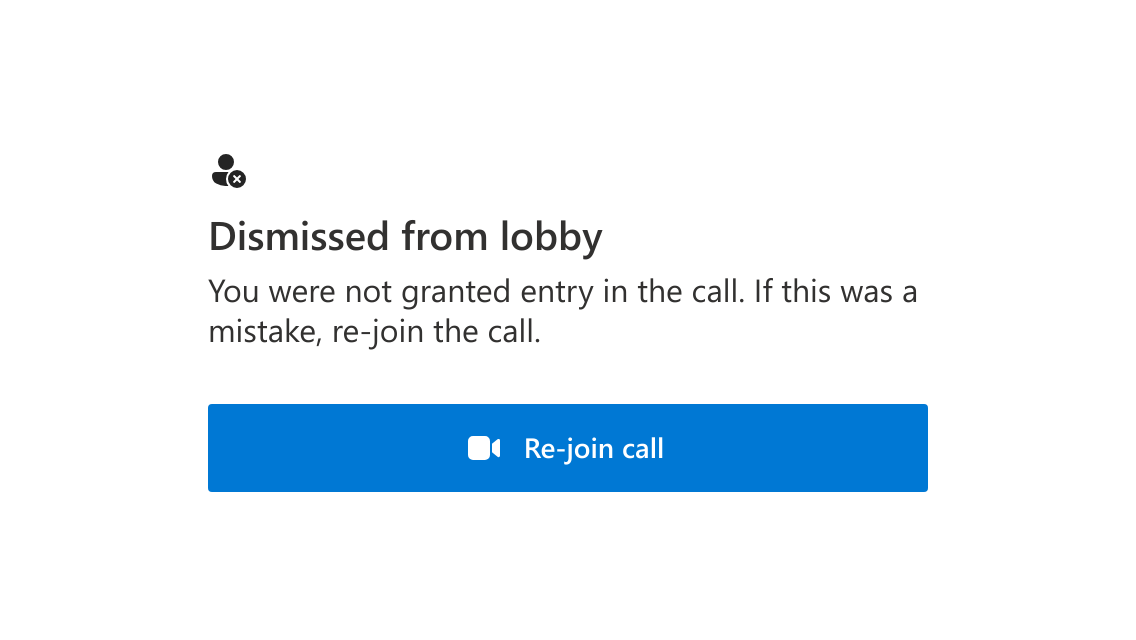 Dismissed from lobby
You were not granted entry in the call. If this was a
mistake, re-join the call.
Re-join call